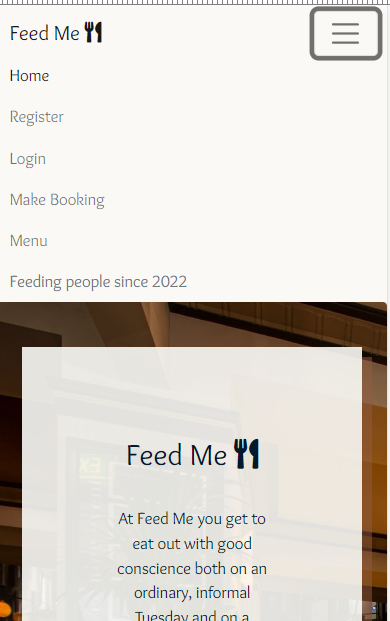 Feed Me
Home
Register
Login
Make Booking
Menu
Feeding people since 2022
Feed Me
At Feed Me you get to
eat out with good
conscience both on an
ordinary, informal
Tuesday and on a